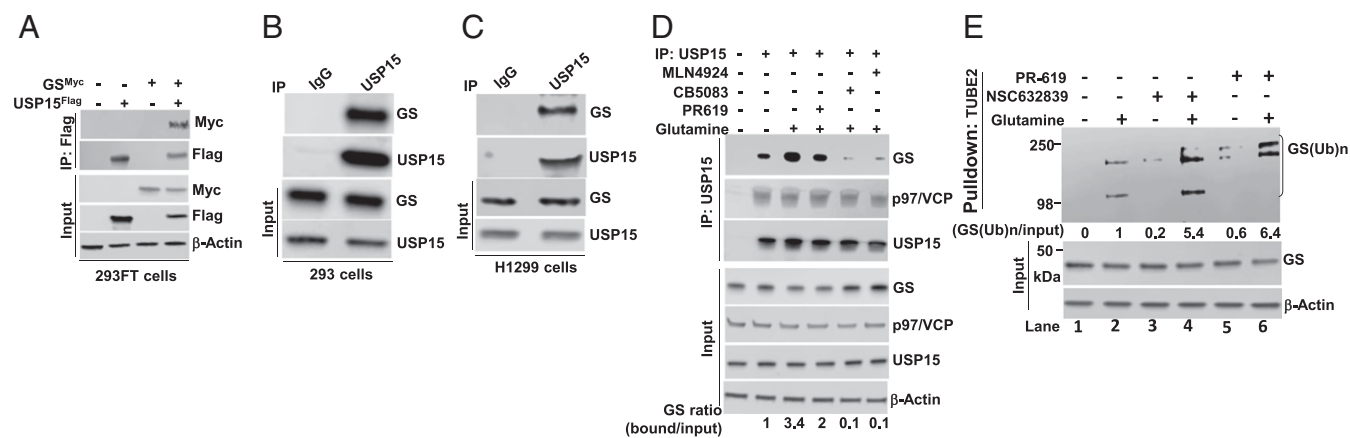 A
GS^Myc - - + +
USP15^Flag - + - +
IP: Flag
Myc
Flag
Input
Myc
Flag
β-Actin
293FT cells
B
IP IgG USP15
GS
USP15
Input
GS
USP15
293 cells
C
IP IgG USP15
GS
USP15
Input
GS
USP15
H1299 cells
D
IP: USP15 - + + + + +
MLN4924 - - - - - +
CB5083 - - - - + -
PR619 - - - + - -
Glutamine - - + + + +
IP: USP15
GS
p97/VCP
USP15
Input
GS
p97/VCP
USP15
β-Actin
GS ratio
(bound/input) 1 3.4 2 0.1 0.1
E
Pulldown: TUBE2
PR-619 - - - - + +
NSC632839 - - + + - -
Glutamine - + - + - +
250
GS(Ub)n
98
(GS(Ub)n/input) 0 1 0.2 5.4 0.6 6.4
Input
50
kDa
GS
β-Actin
Lane 1 2 3 4 5 6